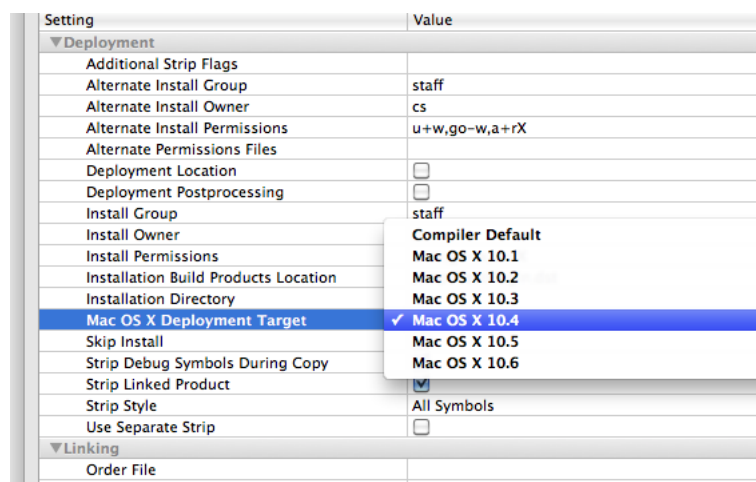 Setting Value
▼Deployment
Additional Strip Flags
Alternate Install Group staff
Alternate Install Owner cs
Alternate Install Permissions u+w,go-w,a+rX
Alternate Permissions Files
Deployment Location
Deployment Postprocessing
Install Group staff
Install Owner Compiler Default
Install Permissions Mac OS X 10.1
Installation Build Products Location Mac OS X 10.2
Installation Directory Mac OS X 10.3
Mac OS X Deployment Target ✓ Mac OS X 10.4
Skip Install Mac OS X 10.5
Strip Debug Symbols During Copy Mac OS X 10.6
Strip Linked Product
Strip Style All Symbols
Use Separate Strip
▼Linking
Order File